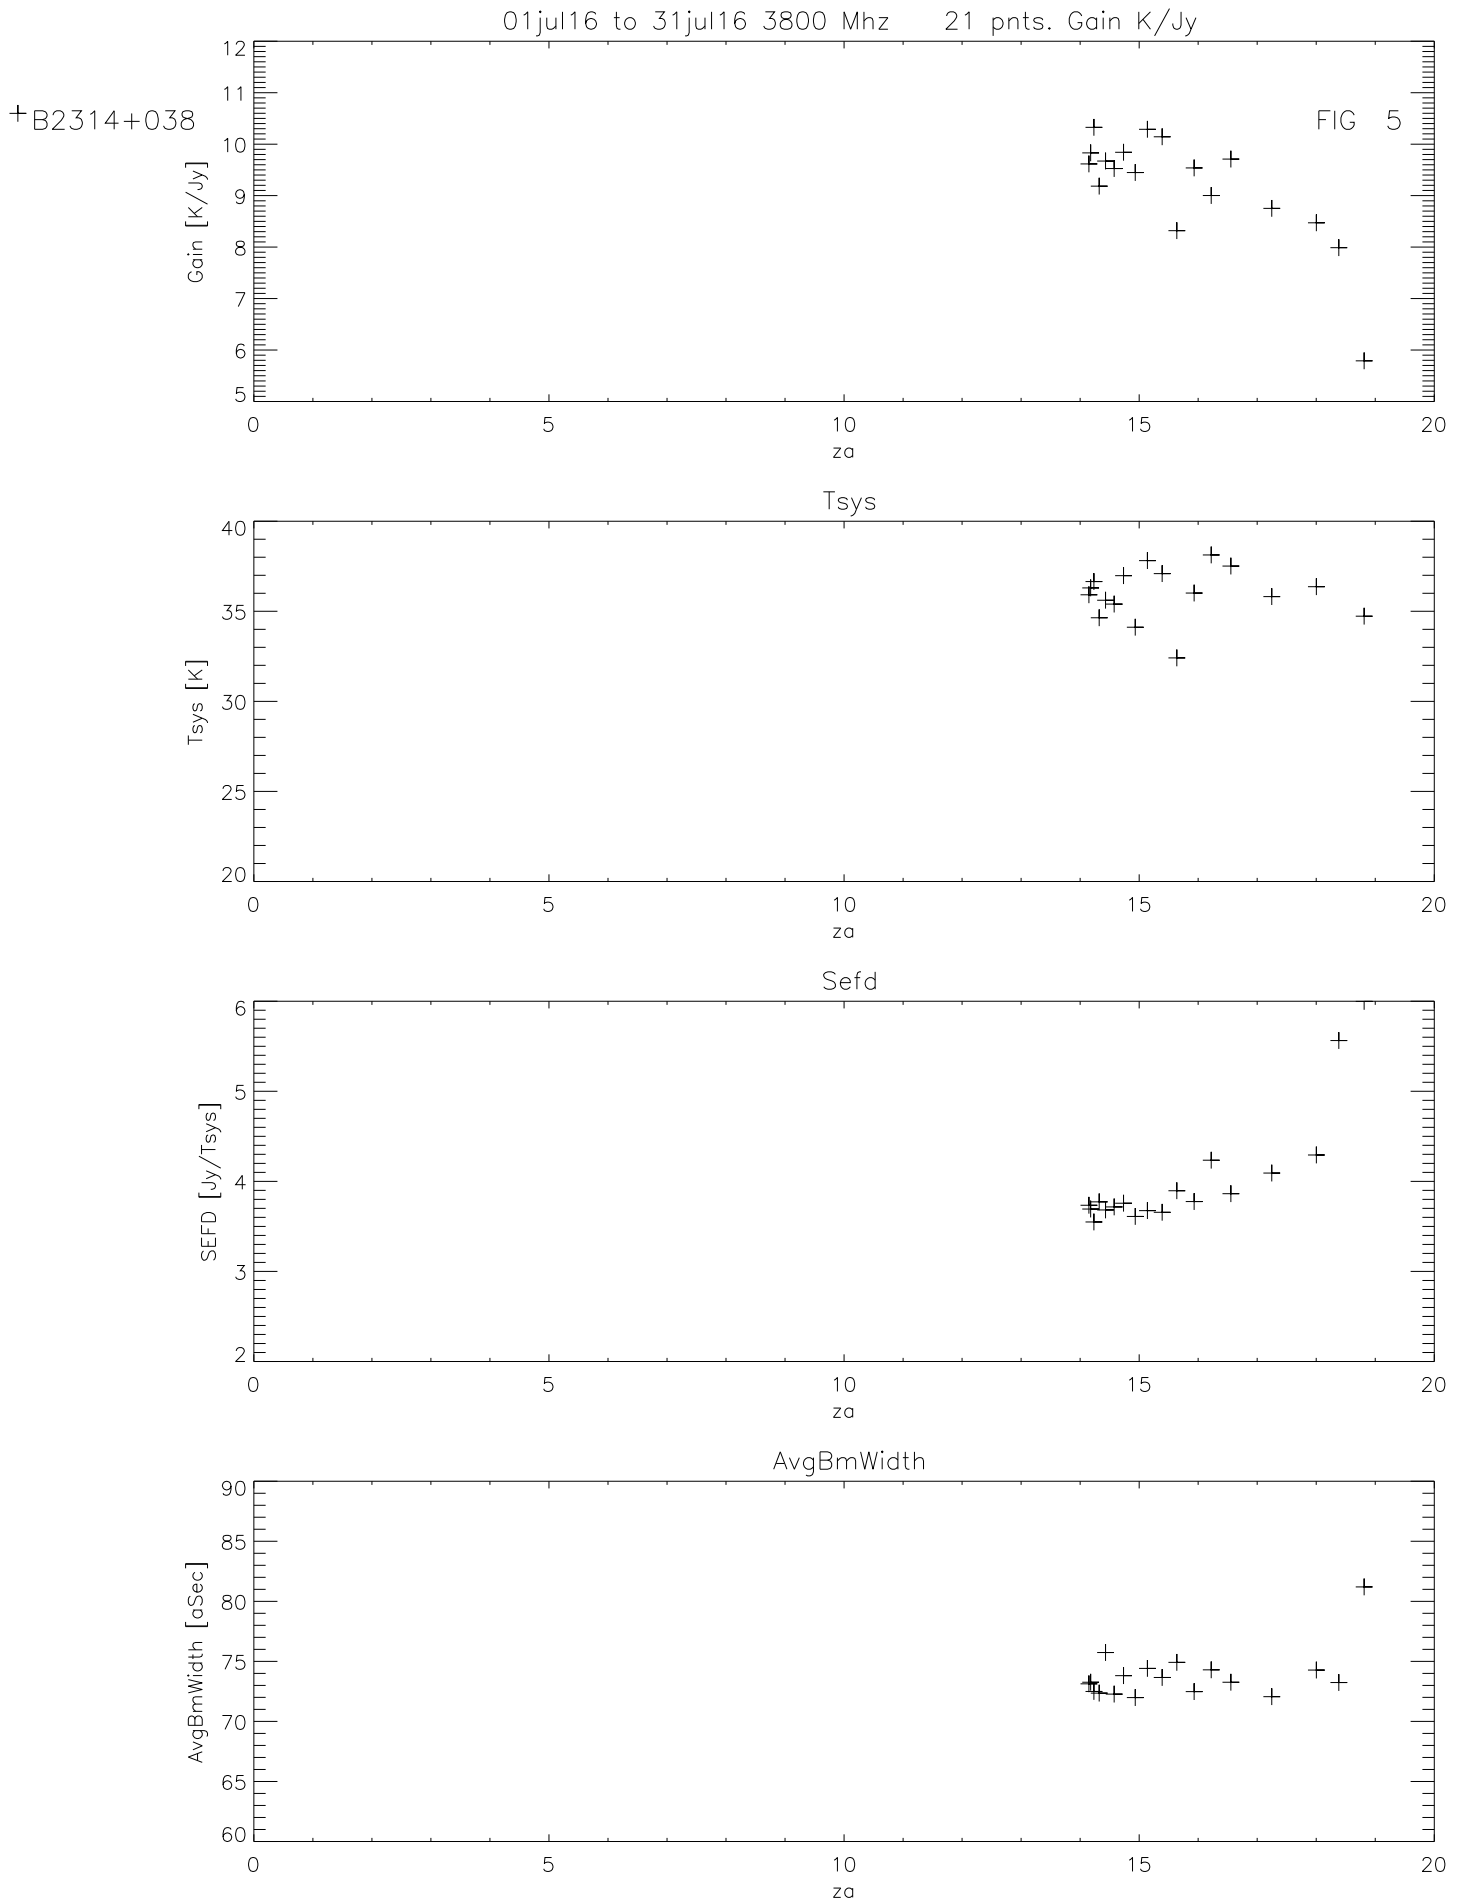 01jul16 to 31jul16 3800 Mhz 21 pnts. Gain K/Jy
+ B2314+038
FIG 5
Gain [K/Jy]
12
11
10
9
8
7
6
5
0 5 10 15 20
za
Tsys
Tsys [K]
40
35
30
25
20
0 5 10 15 20
za
Sefd
SEFD [Jy/Tsys]
6
5
4
3
2
0 5 10 15 20
za
AvgBmWidth
AvgBmWidth [aSec]
90
85
80
75
70
65
60
0 5 10 15 20
za